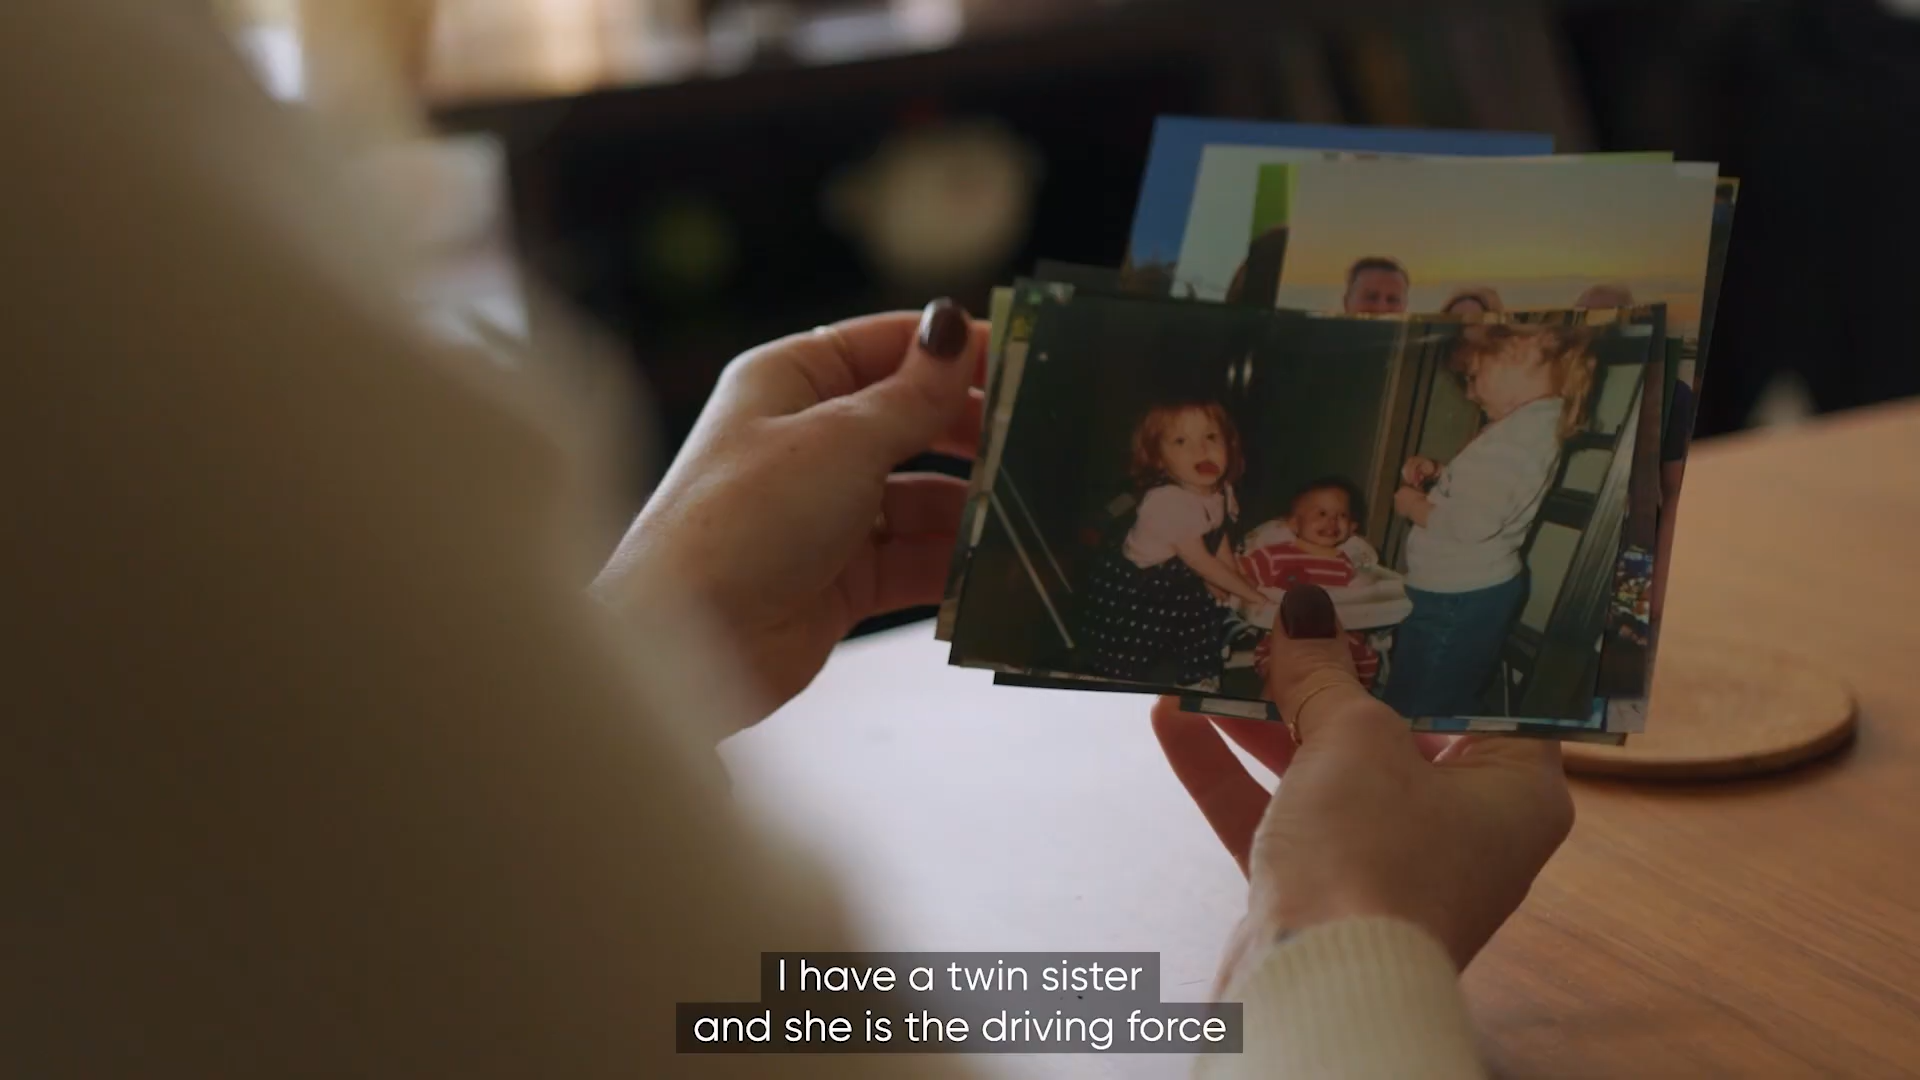 I have a twin sister
and she is the driving force